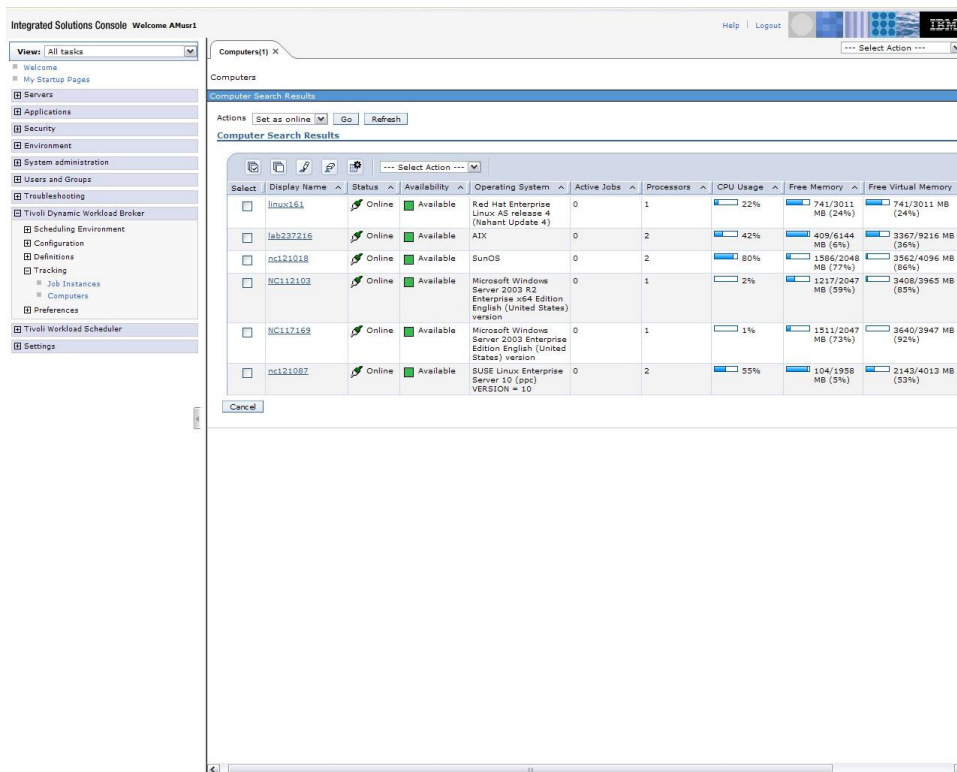 Integrated Solutions Console Welcome AMusr1
Help Logout
IBM
View: All tasks
Computers(1) ×
--- Select Action ---
Welcome
My Startup Pages
Servers
Applications
Security
Environment
System administration
Users and Groups
Troubleshooting
Tivoli Dynamic Workload Broker
Scheduling Environment
Configuration
Definitions
Tracking
Job Instances
Computers
Preferences
Tivoli Workload Scheduler
Settings
Computers
Computer Search Results
Actions Set as online Go Refresh
Computer Search Results
--- Select Action ---
Select Display Name Status Availability Operating System Active Jobs Processors CPU Usage Free Memory Free Virtual Memory
linux161 Online Available Red Hat Enterprise 0 1 22% 741/3011 741/3011 MB
Linux AS release 4 MB (24%) (24%)
(Nahant Update 4)
lab237216 Online Available AIX 0 2 42% 409/6144 3367/9216 MB
MB (6%) (36%)
nc121018 Online Available SunOS 0 2 80% 1586/2048 3562/4096 MB
MB (77%) (86%)
NC112103 Online Available Microsoft Windows 0 1 2% 1217/2047 3408/3965 MB
Server 2003 R2 MB (59%) (85%)
Enterprise x64 Edition
English (United States)
version
NC117169 Online Available Microsoft Windows 0 1 1% 1511/2047 3640/3947 MB
Server 2003 Enterprise MB (73%) (92%)
Edition English (United
States) version
nc121087 Online Available SUSE Linux Enterprise 0 2 55% 104/1958 2143/4013 MB
Server 10 (ppc) MB (5%) (53%)
VERSION = 10
Cancel